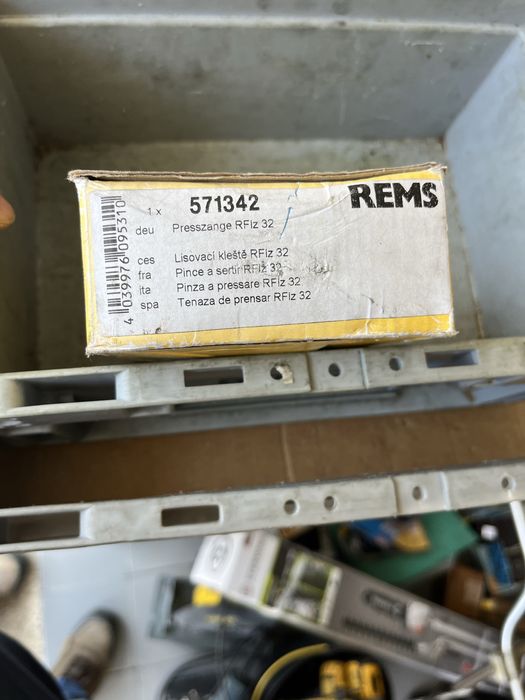 1 x 571342 REMS
deu Presszange RFIz 32
ces Lisovací kleště RFIz 32
fra Pince a sertir RFIz 32
ita Pinza a pressare RFIz 32
spa Tenaza de prensar RFIz 32
4 039976 095310